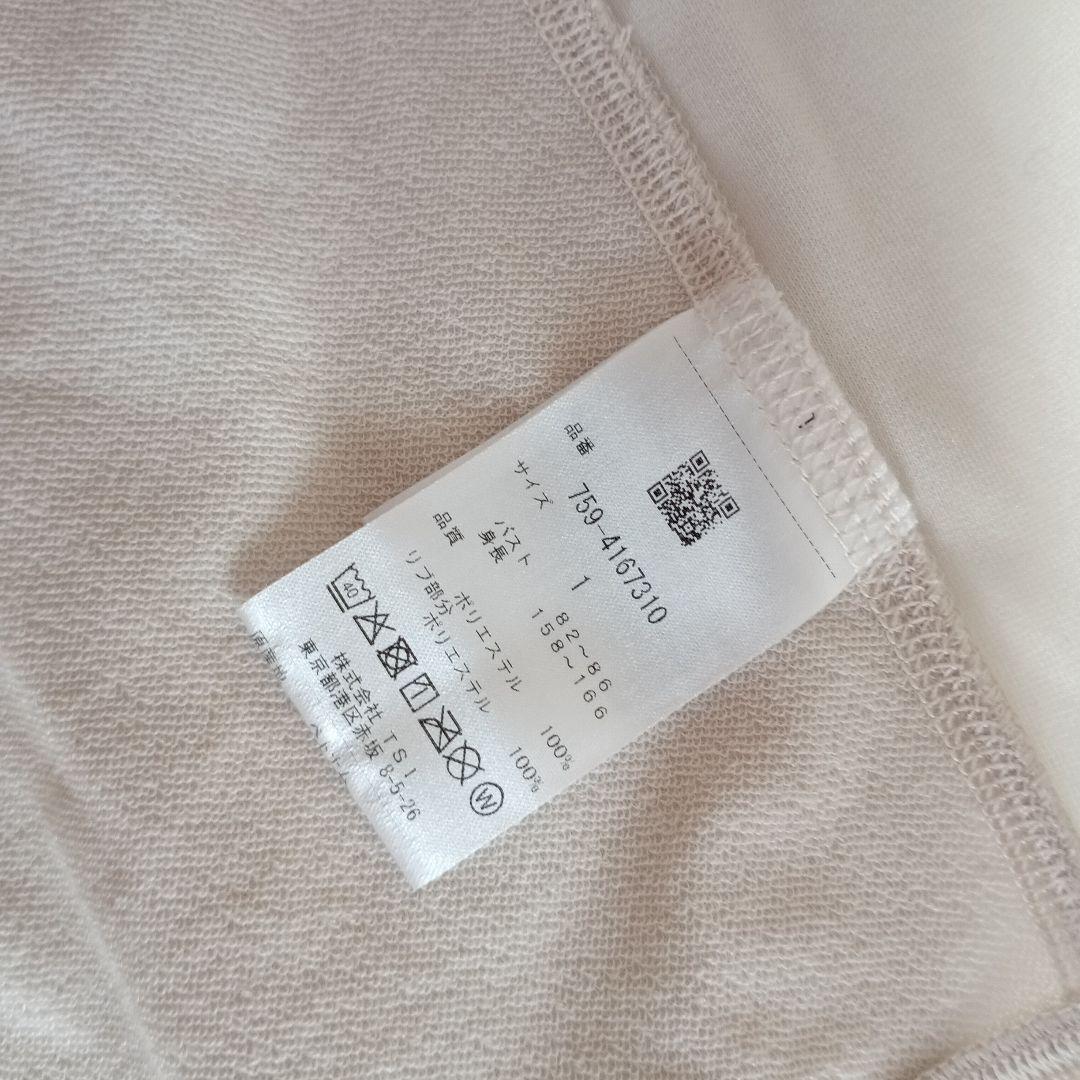 品番
759-4167310
サイズ 1
バスト 82～86
身長 158～166
品質 ポリエステル 100%
リブ部分
ポリエステル 100%
40
W
株式会社 TSI
東京都港区赤坂 8-5-26